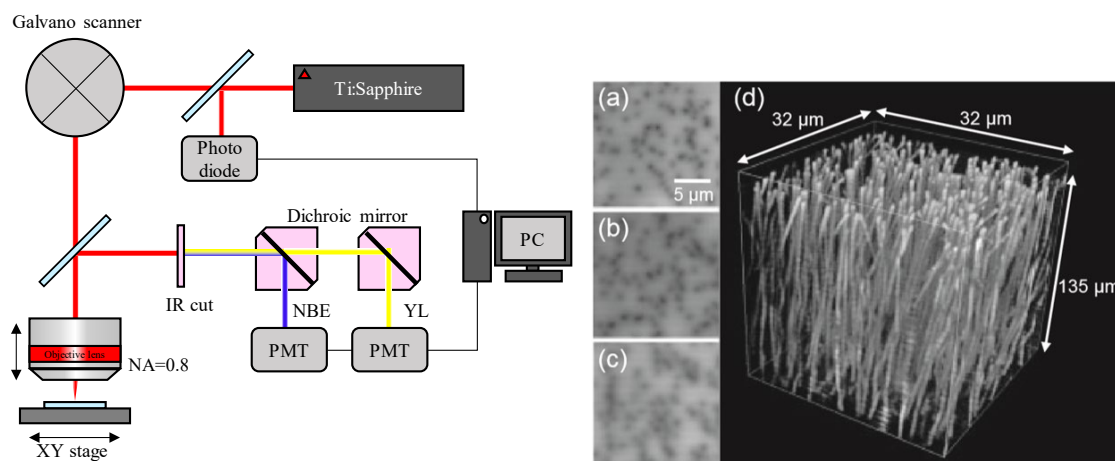 Galvano scanner
Ti:Sapphire
Photo
diode
Dichroic mirror
PC
IR cut
NBE
YL
PMT
PMT
Objective lens
NA=0.8
XY stage
(a)
5 μm
(b)
(c)
(d)
32 μm
32 μm
135 μm